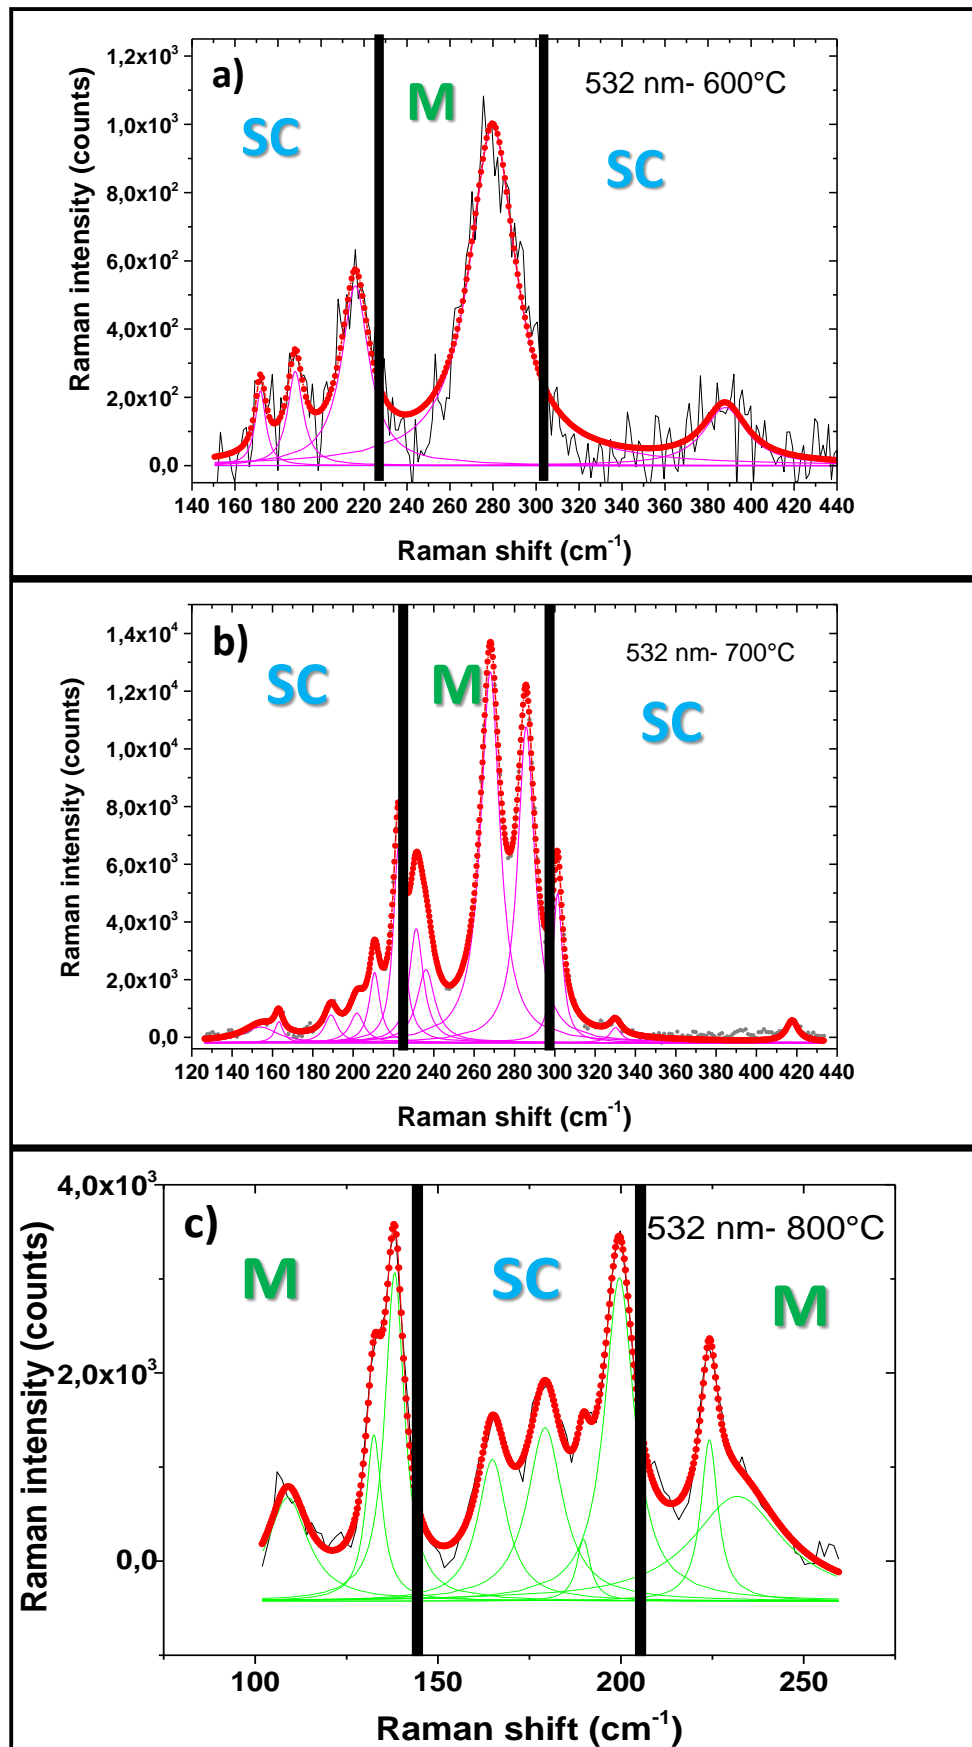 a)
SC
M
532 nm- 600°C
SC
Raman intensity (counts)
1,2x10³
1,0x10³
8,0x10²
6,0x10²
4,0x10²
2,0x10²
0,0
140 160 180 200 220 240 260 280 300 320 340 360 380 400 420 440
Raman shift (cm⁻¹)
b)
SC
M
532 nm- 700°C
SC
Raman intensity (counts)
1,4x10⁴
1,2x10⁴
1,0x10⁴
8,0x10³
6,0x10³
4,0x10³
2,0x10³
0,0
120 140 160 180 200 220 240 260 280 300 320 340 360 380 400 420 440
Raman shift (cm⁻¹)
c)
M
SC
532 nm- 800°C
M
Raman intensity (counts)
4,0x10³
2,0x10³
0,0
100 150 200 250
Raman shift (cm⁻¹)